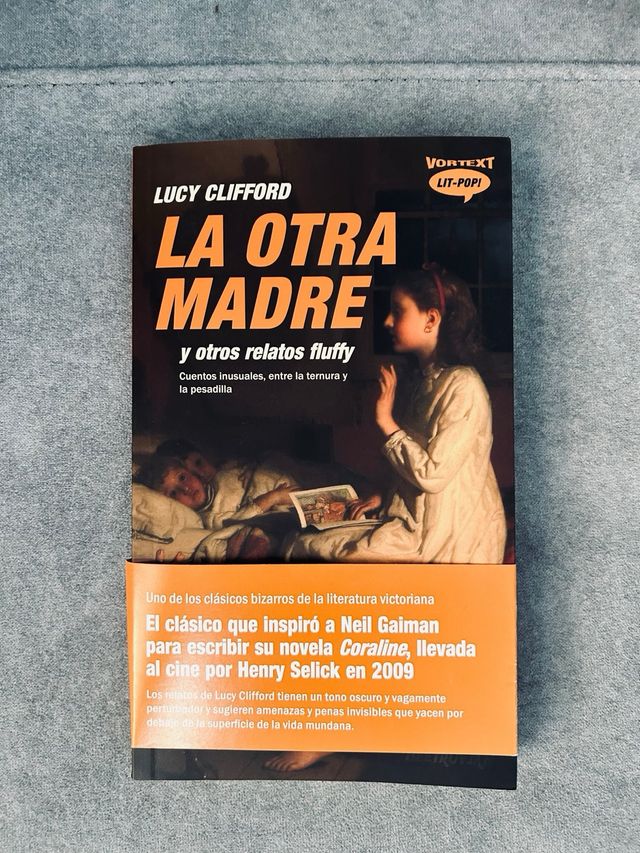 VORTEXT
LIT-POP!
LUCY CLIFFORD
LA OTRA
MADRE
y otros relatos fluffy
Cuentos inusuales, entre la ternura y
la pesadilla
Uno de los clásicos bizarros de la literatura victoriana
El clásico que inspiró a Neil Gaiman
para escribir su novela Coraline, llevada
al cine por Henry Selick en 2009
Los relatos de Lucy Clifford tienen un tono oscuro y vagamente
perturbador y sugieren amenazas y penas invisibles que yacen por
debajo de la superficie de la vida mundana.